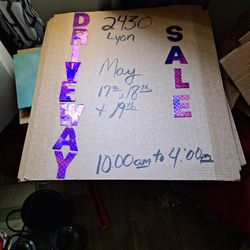 DRIVEWAY
SALE
2430
Lyon
May
17th, 18th,
+ 19th
10:00am to 4:00pm